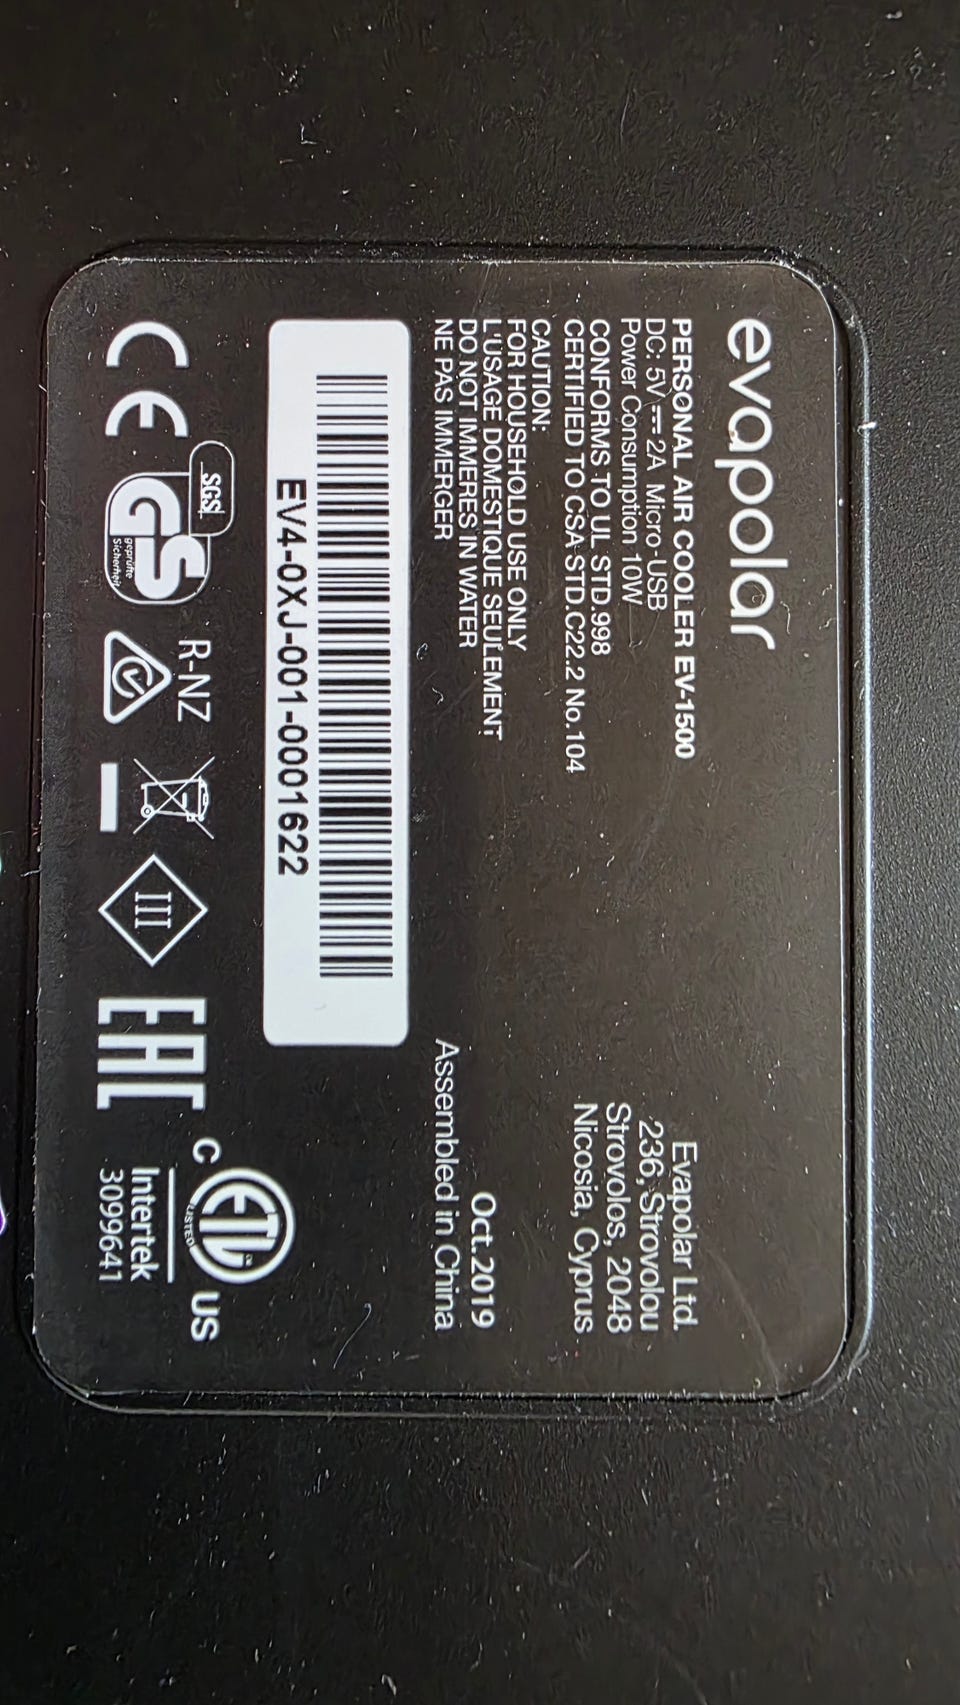 evapolar
PERSONAL AIR COOLER EV-1500
DC: 5V ⎓ 2A Micro-USB
Power Consumption 10W
CONFORMS TO UL STD.998
CERTIFIED TO CSA STD.C22.2 No.104
CAUTION:
FOR HOUSEHOLD USE ONLY
L'USAGE DOMESTIQUE SEULEMENT
DO NOT IMMERES IN WATER
NE PAS IMMERGER
Evapolar Ltd.
236, Strovolou
Strovolos, 2048
Nicosia, Cyprus
Oct.2019
Assembled in China
EV4-0XJ-001-0001622
CE
SGS
GS
geprüfte
Sicherheit
R-NZ
III
EAC
C ETL US
LISTED
Intertek
3099641